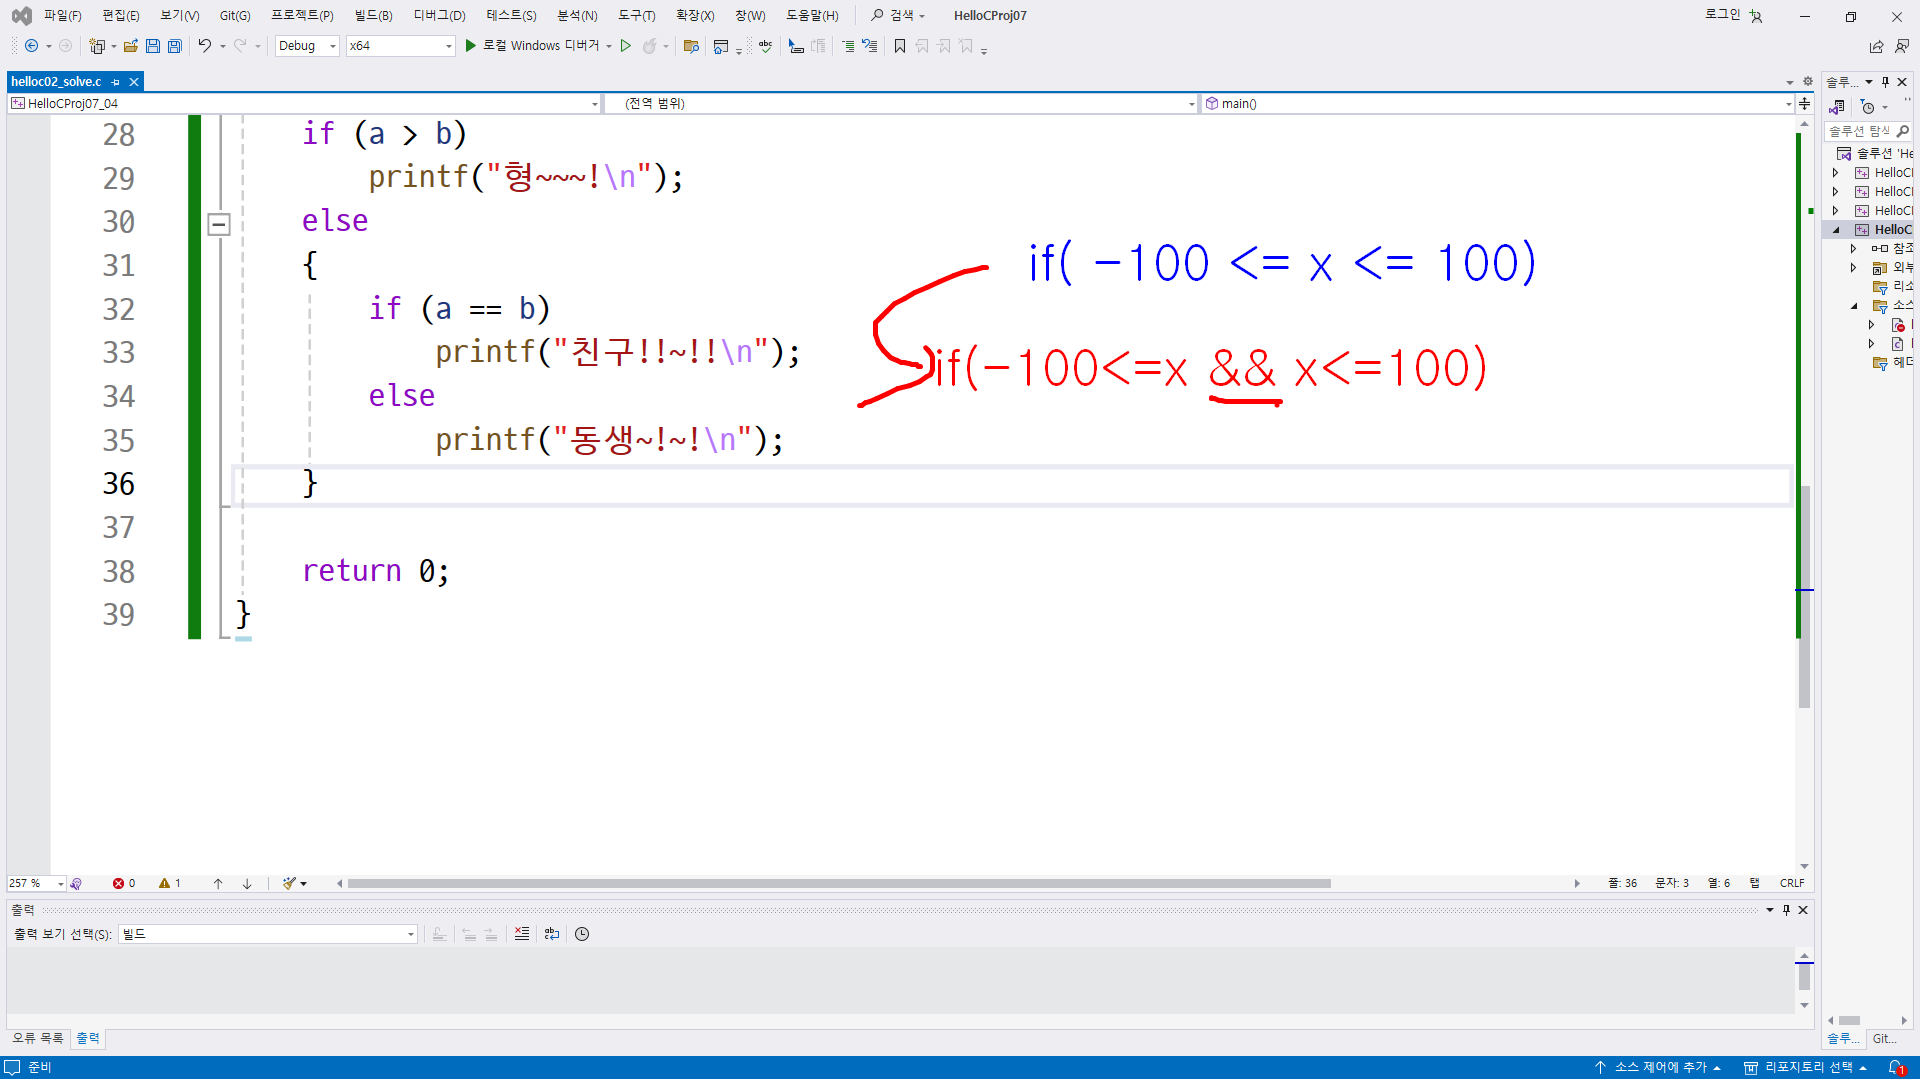 파일(F) 편집(E) 보기(V) Git(G) 프로젝트(P) 빌드(B) 디버그(D) 테스트(S) 분석(N) 도구(T) 확장(X) 창(W) 도움말(H) 검색 HelloCProj07 로그인
Debug x64 로컬 Windows 디버거
helloc02_solve.c
HelloCProj07_04 (전역 범위) main()
28 if (a > b)
29 printf("형~~~!\n");
30 else
31 {
32 if (a == b)
33 printf("친구!!~!!\n");
34 else
35 printf("동생~!~!\n");
36 }
37
38 return 0;
39 }
if( -100 <= x <= 100)
if(-100<=x && x<=100)
257 % 0 1 줄: 36 문자: 3 열: 6 탭 CRLF
출력
출력 보기 선택(S): 빌드
오류 목록 출력
솔루...
솔루션 탐색
솔루션 'He
HelloCI
HelloCI
HelloCI
HelloC
참조
외부
리소
소스
헤더
솔루... Git...
준비 소스 제어에 추가 리포지토리 선택 1